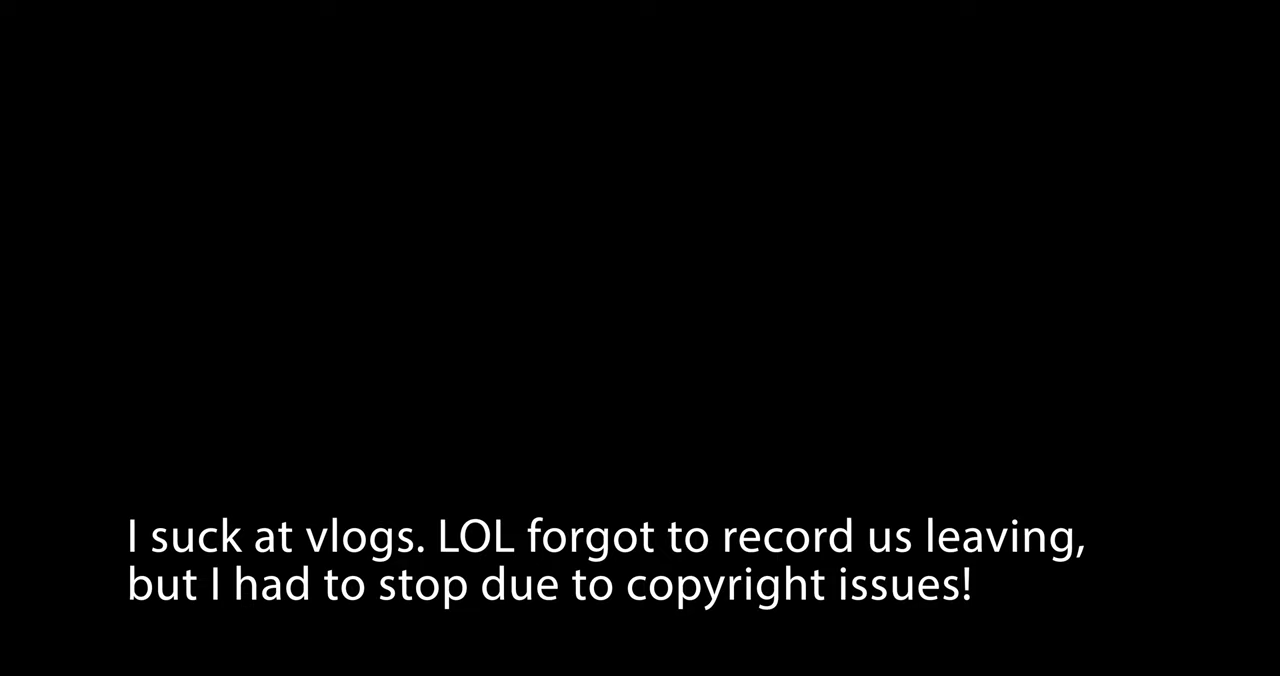 I suck at vlogs. LOL forgot to record us leaving,
but I had to stop due to copyright issues!